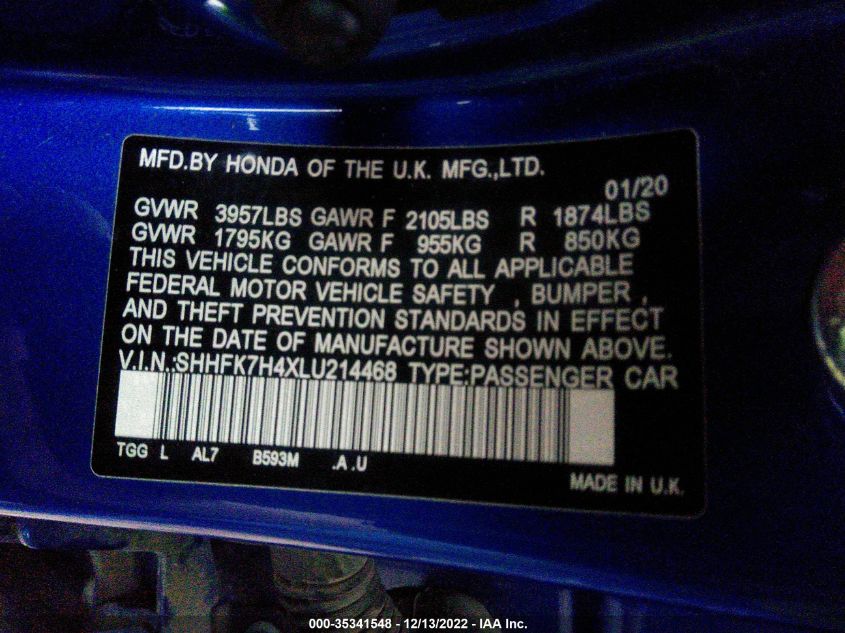 MFD.BY HONDA OF THE U.K. MFG.,LTD.
01/20
GVWR 3957LBS GAWR F 2105LBS R 1874LBS
GVWR 1795KG GAWR F 955KG R 850KG
THIS VEHICLE CONFORMS TO ALL APPLICABLE
FEDERAL MOTOR VEHICLE SAFETY , BUMPER ,
AND THEFT PREVENTION STANDARDS IN EFFECT
ON THE DATE OF MANUFACTURE SHOWN ABOVE.
V.I.N.:SHHFK7H4XLU214468 TYPE:PASSENGER CAR
TGG L AL7 B593M .A .U
MADE IN U.K.
000-35341548 - 12/13/2022 - IAA Inc.